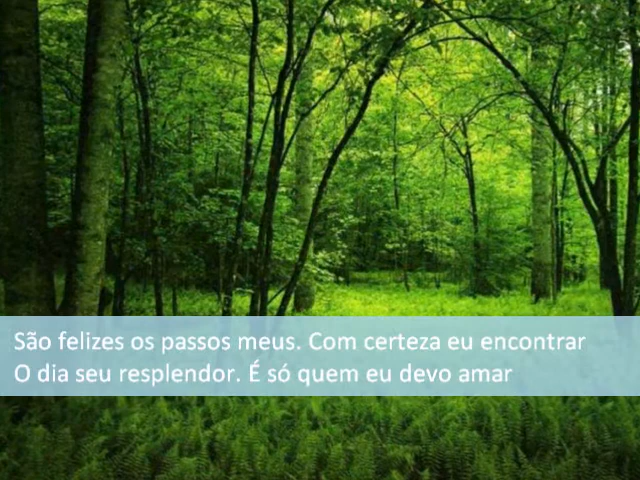 São felizes os passos meus. Com certeza eu encontrar
O dia seu resplendor. É só quem eu devo amar